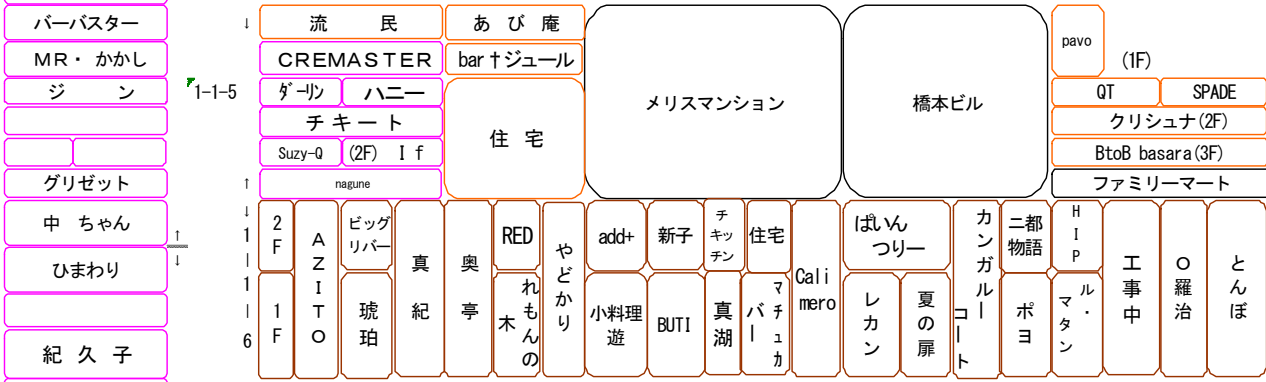 バーバスター
MR・ かかし
ジン
グリゼット
中 ちゃん
ひまわり
紀久子
↓
1-1-5
↑
流民
あび庵
CREMASTER
bar†ジュール
ダーリン
ハニー
チキート
Suzy-Q
(2F) If
nagune
住宅
メリスマンション
橋本ビル
pavo
(1F)
QT
SPADE
クリシュナ(2F)
BtoB basara(3F)
ファミリーマート
↑
↓
↓
1
|
1
|
6
2F
1F
AZITO
ビッグ
リバー
琥珀
真紀
奥亭
RED
れもんの
木
やどかり
add+
小料理
遊
新子
BUTI
チ
キッ
チン
真湖
住宅
マチュカ
バー
Cali
mero
ぱいん
つりー
レカン
夏の扉
カンガルー
コート
二都
物語
ポヨ
HIP
ル・
マタン
工事中
O羅治
とんぼ